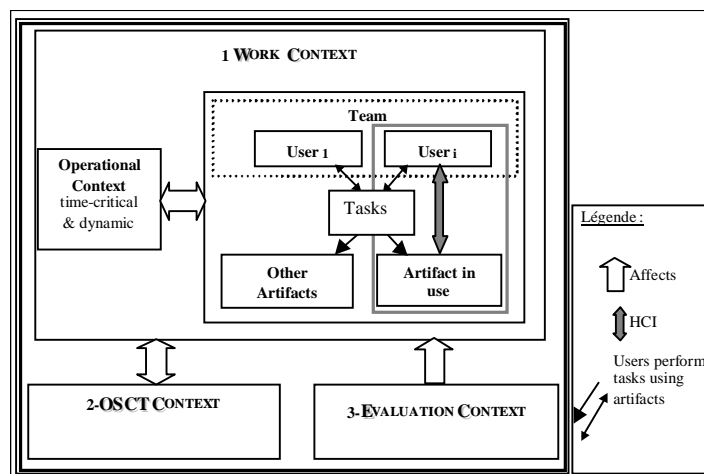 1 WORK CONTEXT
Team
User 1
User i
Operational
Context
time-critical
& dynamic
Tasks
Other
Artifacts
Artifact in
use
2-OSCT CONTEXT
3-EVALUATION CONTEXT
Légende :
Affects
HCI
Users perform
tasks using
artifacts